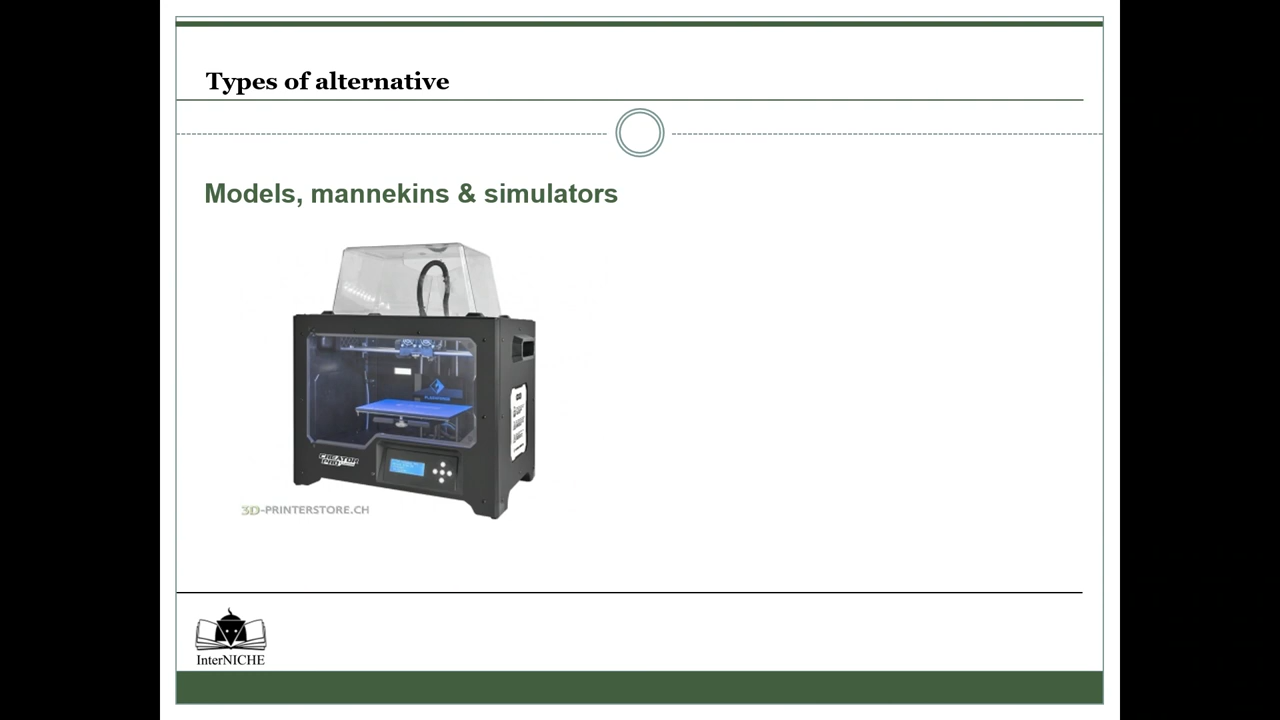 Types of alternative
Models, mannekins & simulators
CREATOR
PRO
3D-PRINTERSTORE.CH
InterNICHE